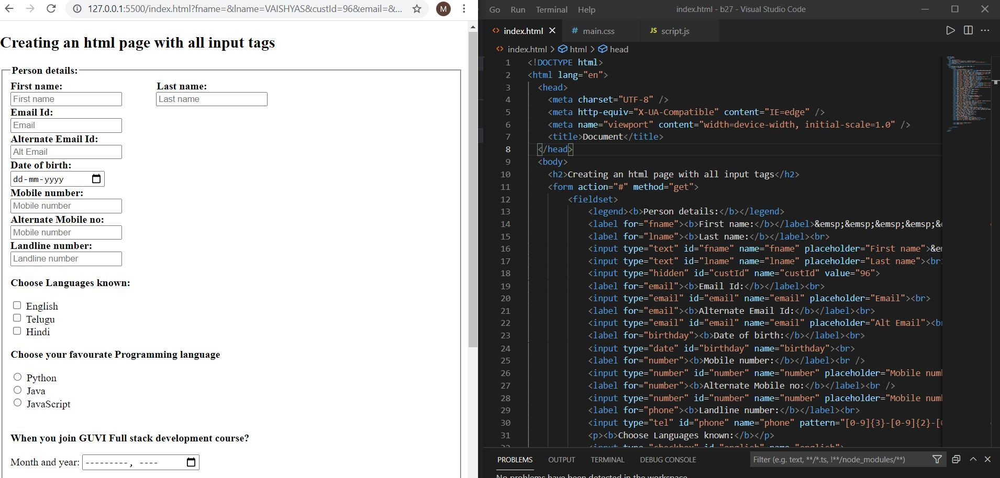 127.0.0.1:5500/index.html?fname=&lname=VAISHYAS&custId=96&email=&...
M
Creating an html page with all input tags
Person details:
First name:
Last name:
First name
Last name
Email Id:
Email
Alternate Email Id:
Alt Email
Date of birth:
dd-mm-yyyy
Mobile number:
Mobile number
Alternate Mobile no:
Mobile number
Landline number:
Landline number
Choose Languages known:
English
Telugu
Hindi
Choose your favourate Programming language
Python
Java
JavaScript
When you join GUVI Full stack development course?
Month and year: ---------, ----
Go Run Terminal Help
index.html - b27 - Visual Studio Code
<> index.html
# main.css
JS script.js
<> index.html > html > head
1 <!DOCTYPE html>
2 <html lang="en">
3 <head>
4 <meta charset="UTF-8" />
5 <meta http-equiv="X-UA-Compatible" content="IE=edge" />
6 <meta name="viewport" content="width=device-width, initial-scale=1.0" />
7 <title>Document</title>
8 </head>
9 <body>
10 <h2>Creating an html page with all input tags</h2>
11 <form action="#" method="get">
12 <fieldset>
13 <legend><b>Person details:</b></legend>
14 <label for="fname"><b>First name:</b></label>&emsp;&emsp;&emsp;&emsp;&e
15 <label for="lname"><b>Last name:</b></label><br>
16 <input type="text" id="fname" name="fname" placeholder="First name">&e
17 <input type="text" id="lname" name="lname" placeholder="Last name"><br
18 <input type="hidden" id="custId" name="custId" value="96">
19 <label for="email"><b>Email Id:</b></label><br>
20 <input type="email" id="email" name="email" placeholder="Email"><br>
21 <label for="email"><b>Alternate Email Id:</b></label><br>
22 <input type="email" id="email" name="email" placeholder="Alt Email"><b
23 <label for="birthday"><b>Date of birth:</b></label><br>
24 <input type="date" id="birthday" name="birthday"><br>
25 <label for="number"><b>Mobile number:</b></label><br />
26 <input type="number" id="number" name="number" placeholder="Mobile num
27 <label for="number"><b>Alternate Mobile no:</b></label><br />
28 <input type="number" id="number" name="number" placeholder="Mobile num
29 <label for="phone"><b>Landline number:</b></label><br>
30 <input type="tel" id="phone" name="phone" pattern="[0-9]{3}-[0-9]{2}-[
31 <p><b>Choose Languages known:</b></p>
32 <input type="checkbox" id="english" name="english">
PROBLEMS OUTPUT TERMINAL DEBUG CONSOLE
Filter (e.g. text, **/*.ts, !**/node_modules/**)
No problems have been detected in the workspace